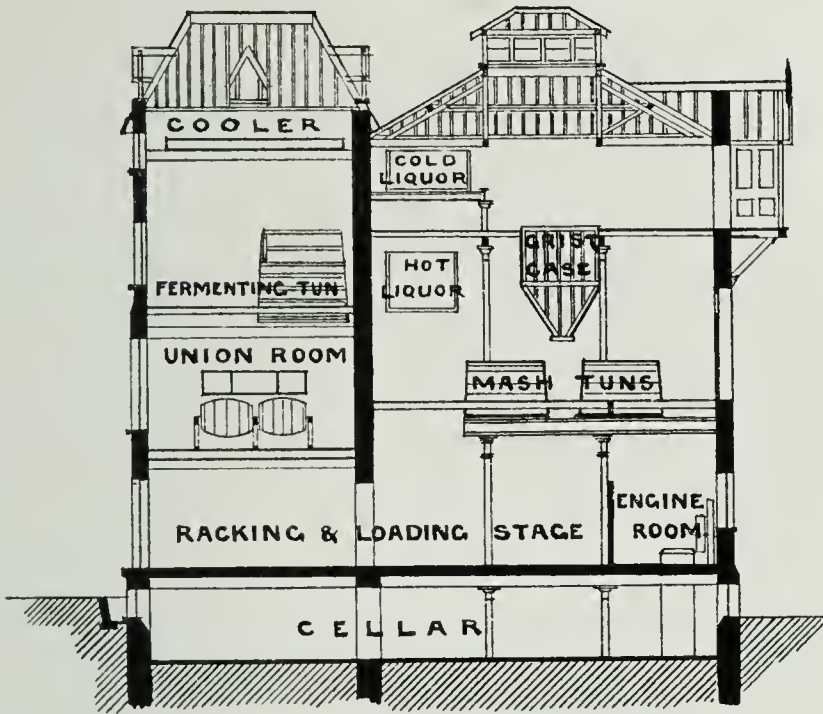 COOLER
COLD
LIQUOR
GRIST
CASE
HOT
LIQUOR
FERMENTING TUN
UNION ROOM
MASH TUNS
ENGINE
ROOM
RACKING & LOADING STAGE
CELLAR